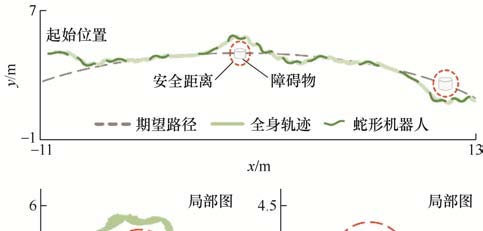 7
起始位置
y/m
安全距离
障碍物
期望路径 全身轨迹 蛇形机器人
-1
-11 13
x/m
6 局部图 4.5 局部图